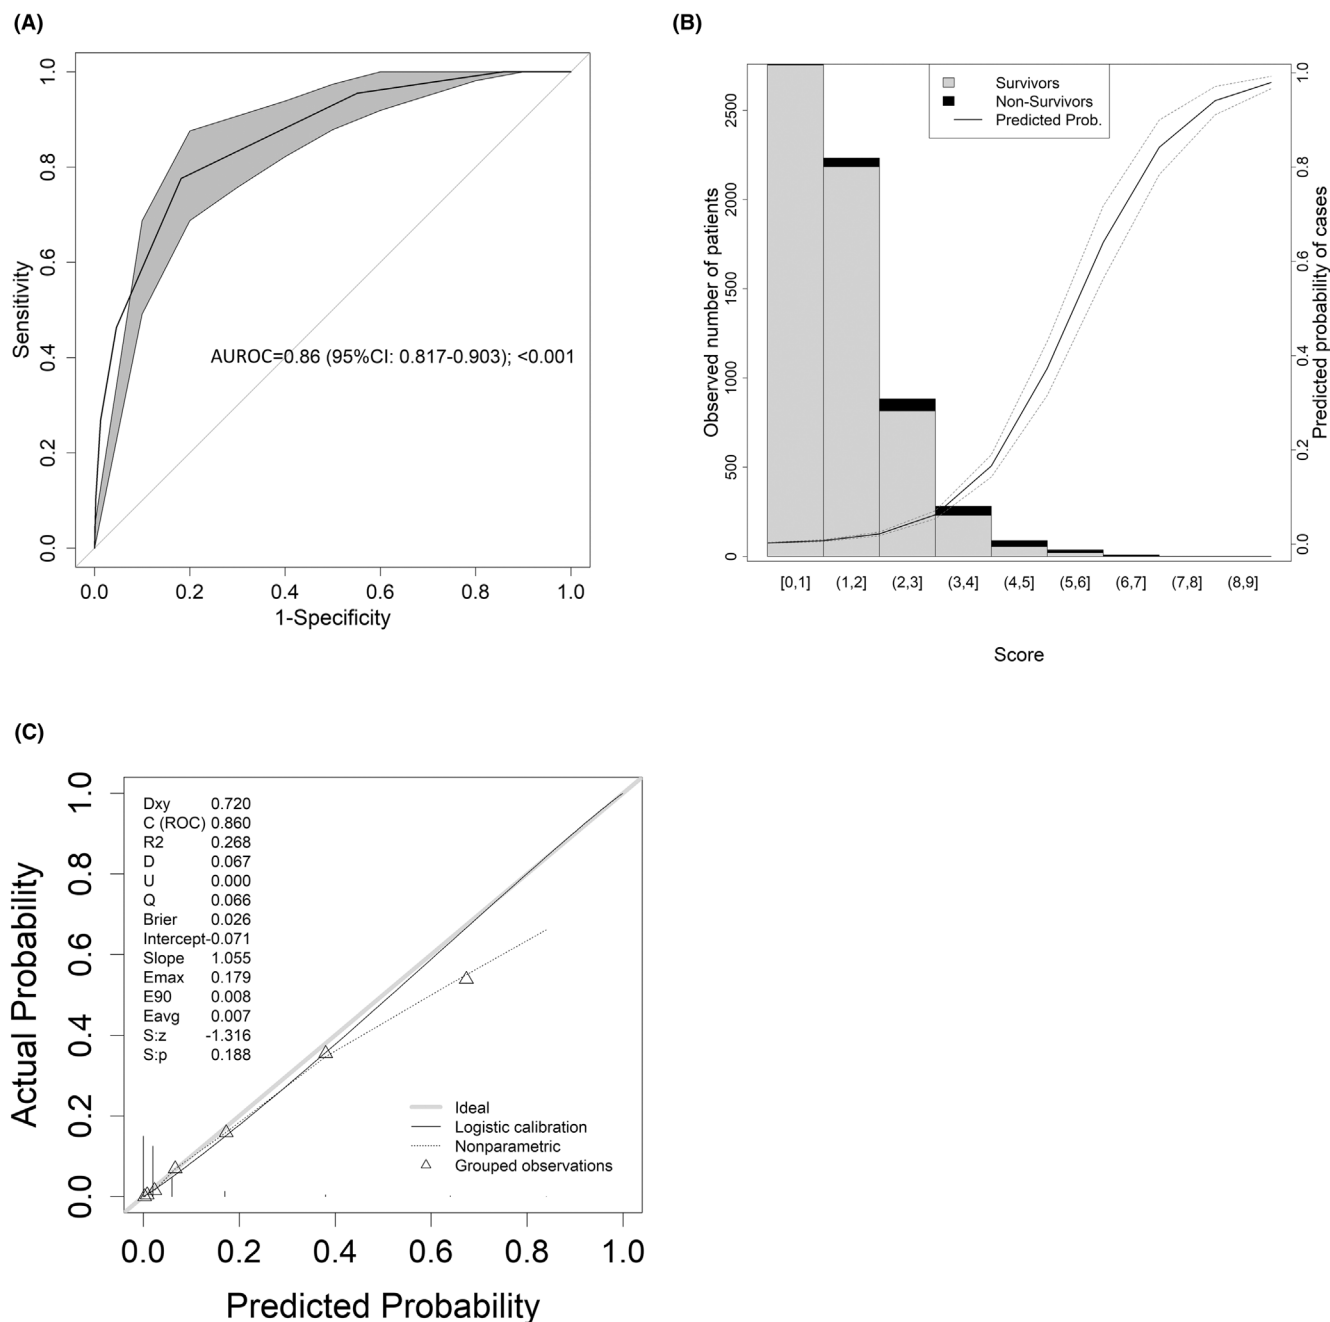 (A)
Sensitivity
1.0
0.8
0.6
0.4
0.2
0.0
AUROC=0.86 (95%CI: 0.817-0.903); <0.001
0.0 0.2 0.4 0.6 0.8 1.0
1-Specificity
(B)
Observed number of patients
2500
2000
1500
1000
500
0
Survivors
Non-Survivors
Predicted Prob.
1.0
0.8
0.6
0.4
0.2
0.0
Predicted probability of cases
[0,1] (1,2] (2,3] (3,4] (4,5] (5,6] (6,7] (7,8] (8,9]
Score
(C)
Actual Probability
1.0
0.8
0.6
0.4
0.2
0.0
Dxy 0.720
C (ROC) 0.860
R2 0.268
D 0.067
U 0.000
Q 0.066
Brier 0.026
Intercept-0.071
Slope 1.055
Emax 0.179
E90 0.008
Eavg 0.007
S:z -1.316
S:p 0.188
Ideal
Logistic calibration
Nonparametric
Grouped observations
0.0 0.2 0.4 0.6 0.8 1.0
Predicted Probability